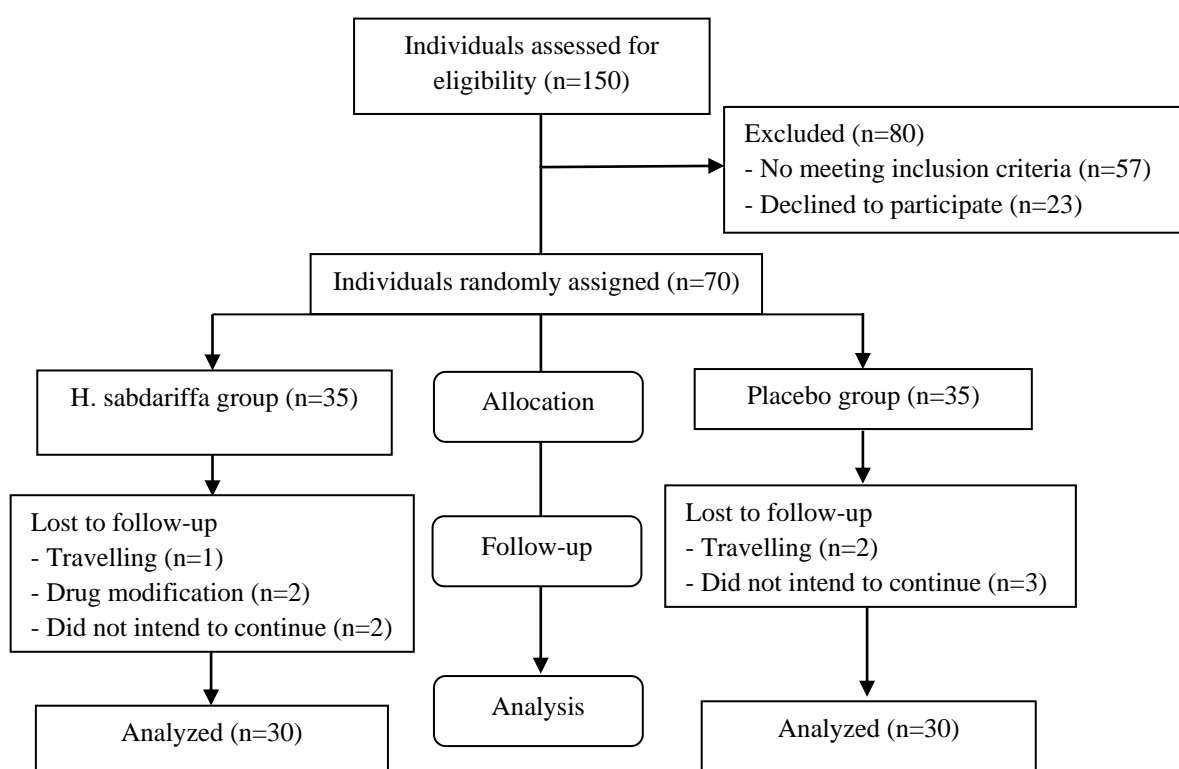 Individuals assessed for
eligibility (n=150)
Excluded (n=80)
- No meeting inclusion criteria (n=57)
- Declined to participate (n=23)
Individuals randomly assigned (n=70)
H. sabdariffa group (n=35)
Allocation
Placebo group (n=35)
Lost to follow-up
- Travelling (n=1)
- Drug modification (n=2)
- Did not intend to continue (n=2)
Follow-up
Lost to follow-up
- Travelling (n=2)
- Did not intend to continue (n=3)
Analyzed (n=30)
Analysis
Analyzed (n=30)